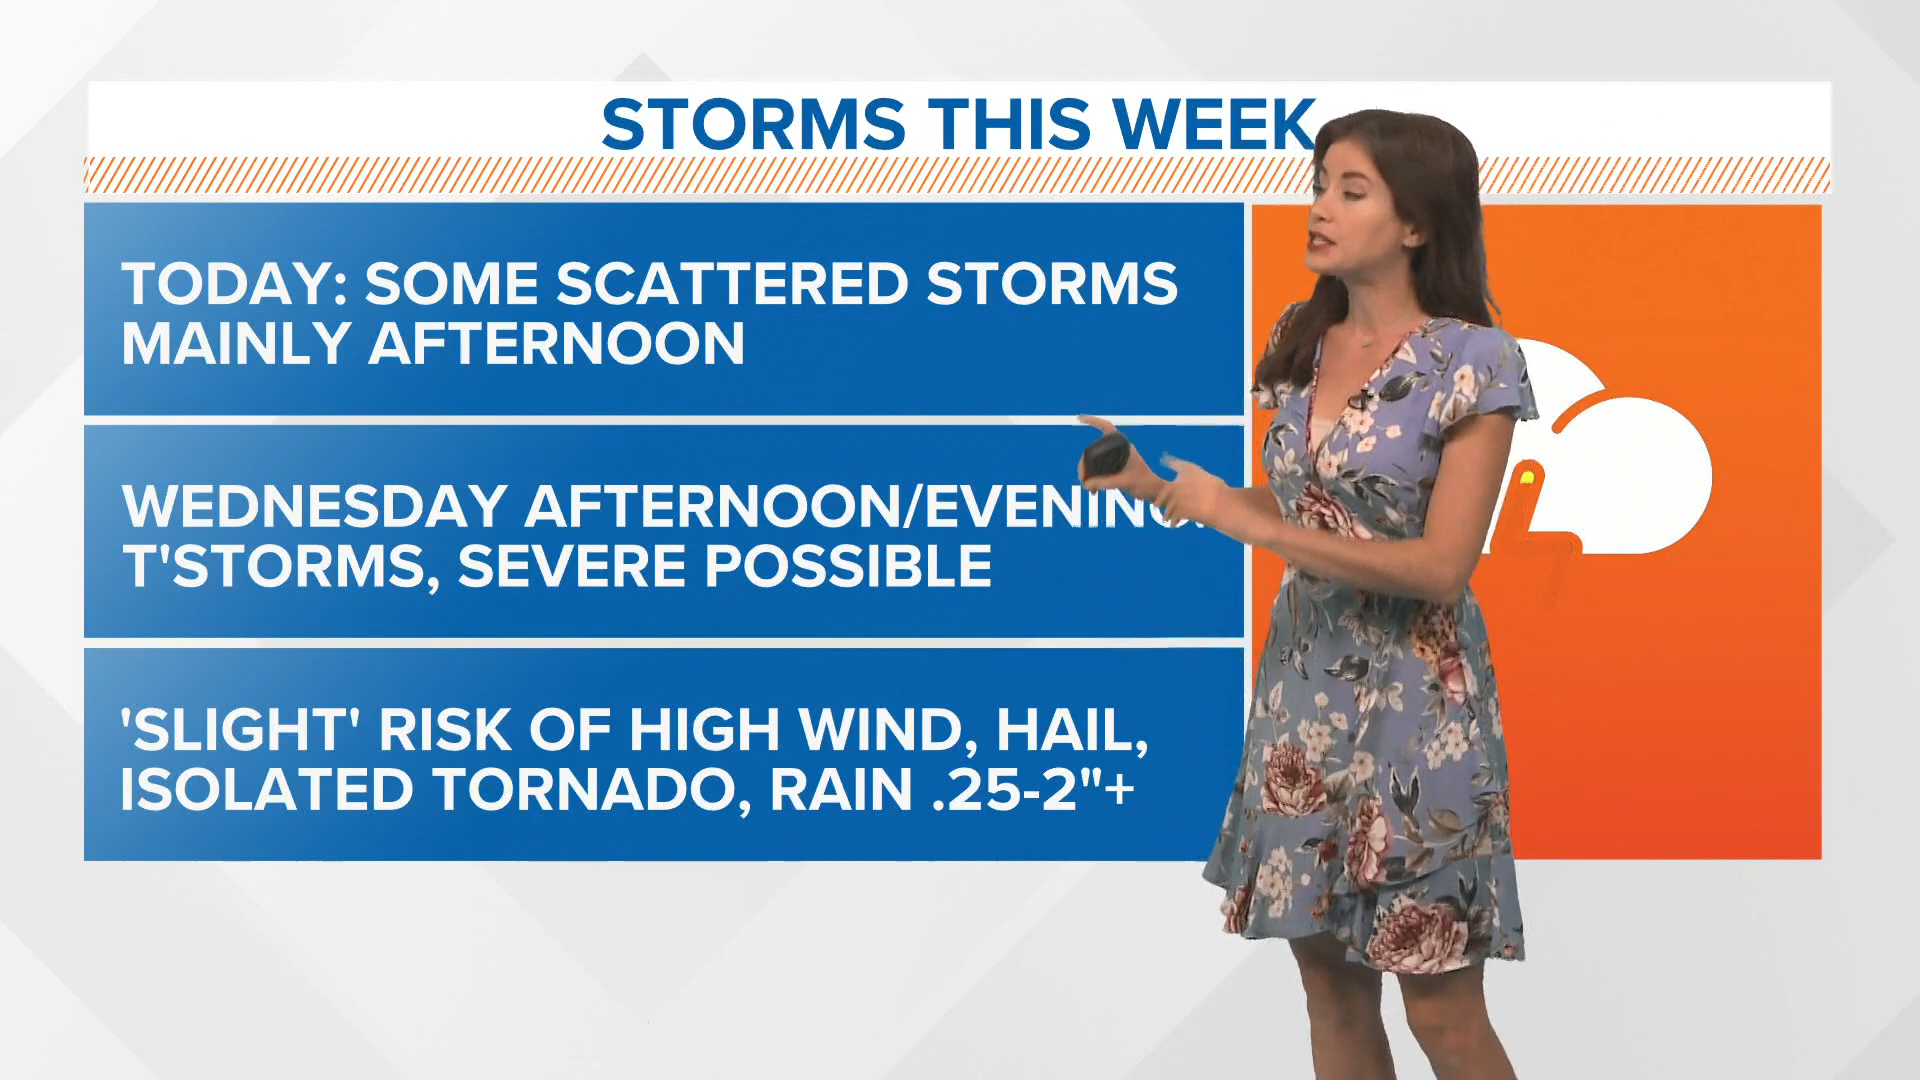 STORMS THIS WEEK
TODAY: SOME SCATTERED STORMS
MAINLY AFTERNOON
WEDNESDAY AFTERNOON/EVENING
T'STORMS, SEVERE POSSIBLE
'SLIGHT' RISK OF HIGH WIND, HAIL,
ISOLATED TORNADO, RAIN .25-2"+